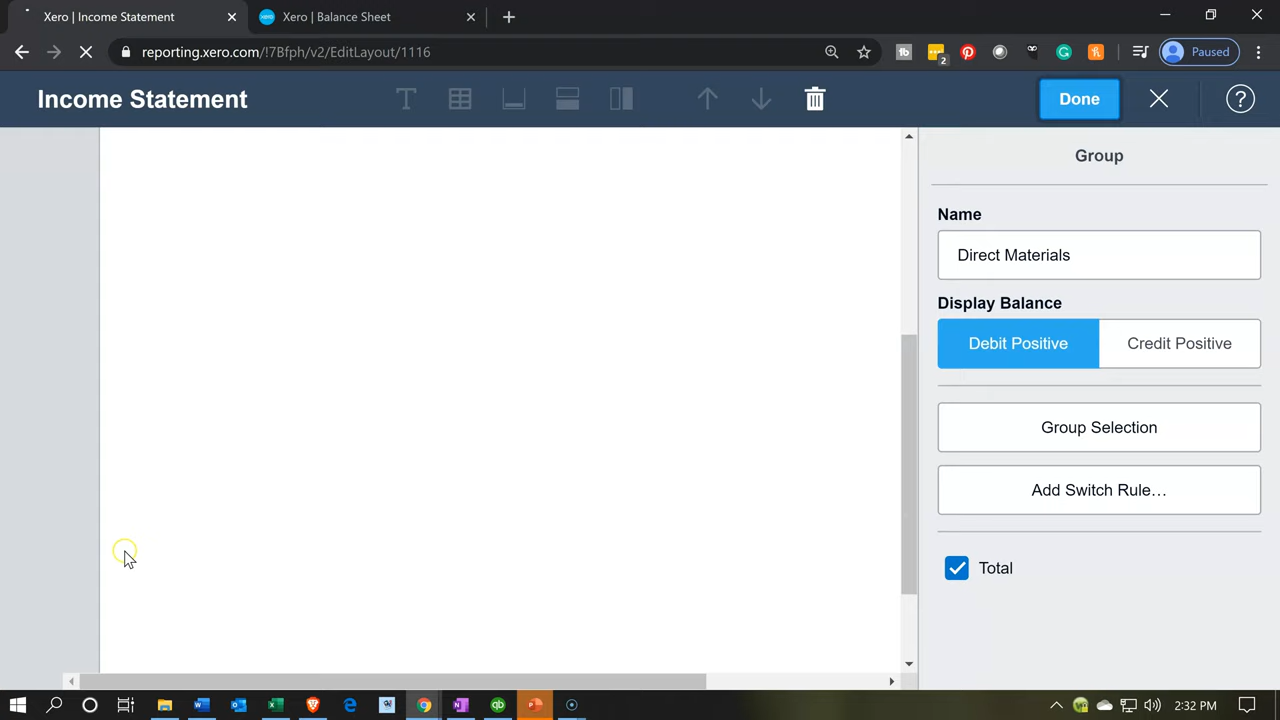 Xero | Income Statement
Xero | Balance Sheet
reporting.xero.com/!7Bfph/v2/EditLayout/1116
2
Paused
Income Statement
Done
Group
Name
Direct Materials
Display Balance
Debit Positive
Credit Positive
Group Selection
Add Switch Rule…
Total
2:32 PM